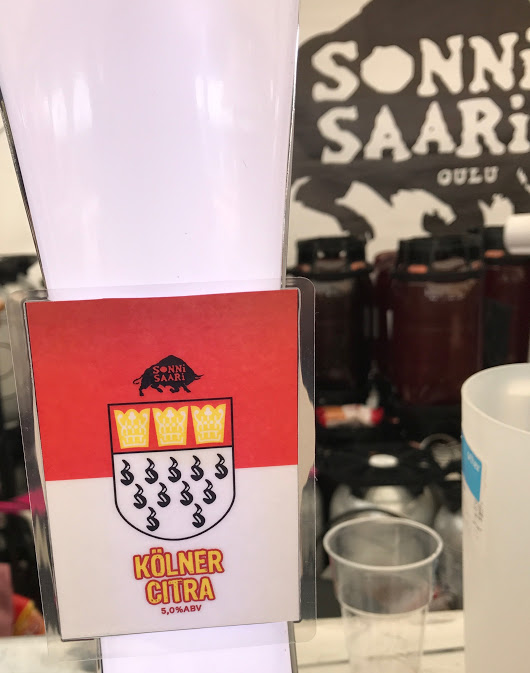 SONNI
SAARI
OULU
SONNI
SAARI
KÖLNER
CITRA
5,0%ABV